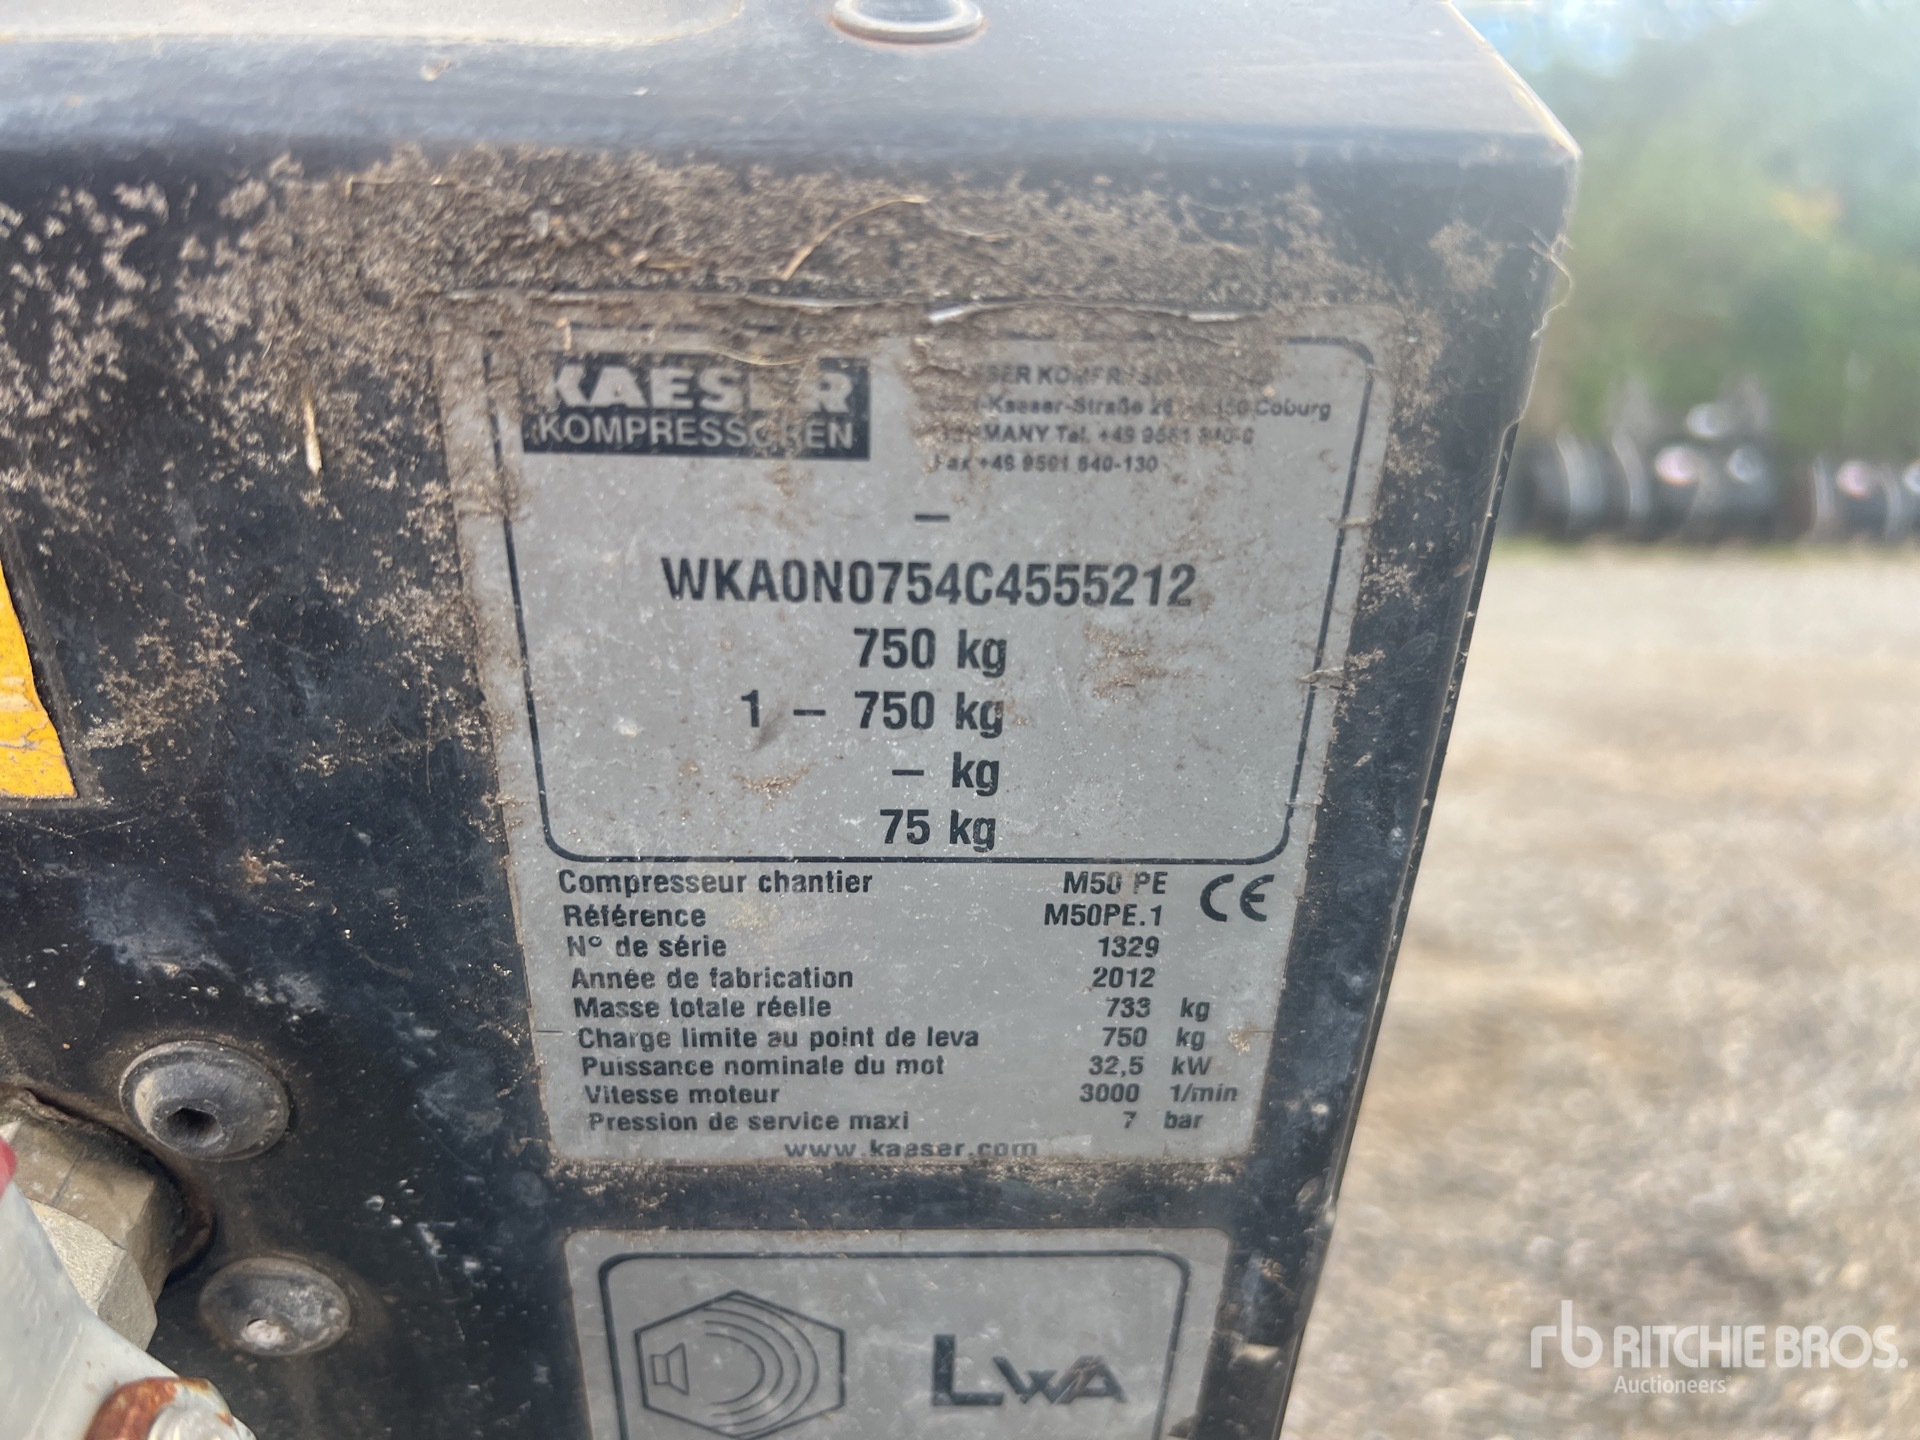 KAESER
KOMPRESSOREN
Coburg
Fax +49 9561 640-130
–
WKA0N0754C4555212
750 kg
1 – 750 kg
– kg
75 kg
Compresseur chantier M50 PE CE
Référence M50PE.1
N° de série 1329
Année de fabrication 2012
Masse totale réelle 733 kg
Charge limite au point de leva 750 kg
Puissance nominale du mot 32,5 kW
Vitesse moteur 3000 1/min
Pression de service maxi 7 bar
www.kaeser.com
LWA
rb RITCHIE BROS.
Auctioneers